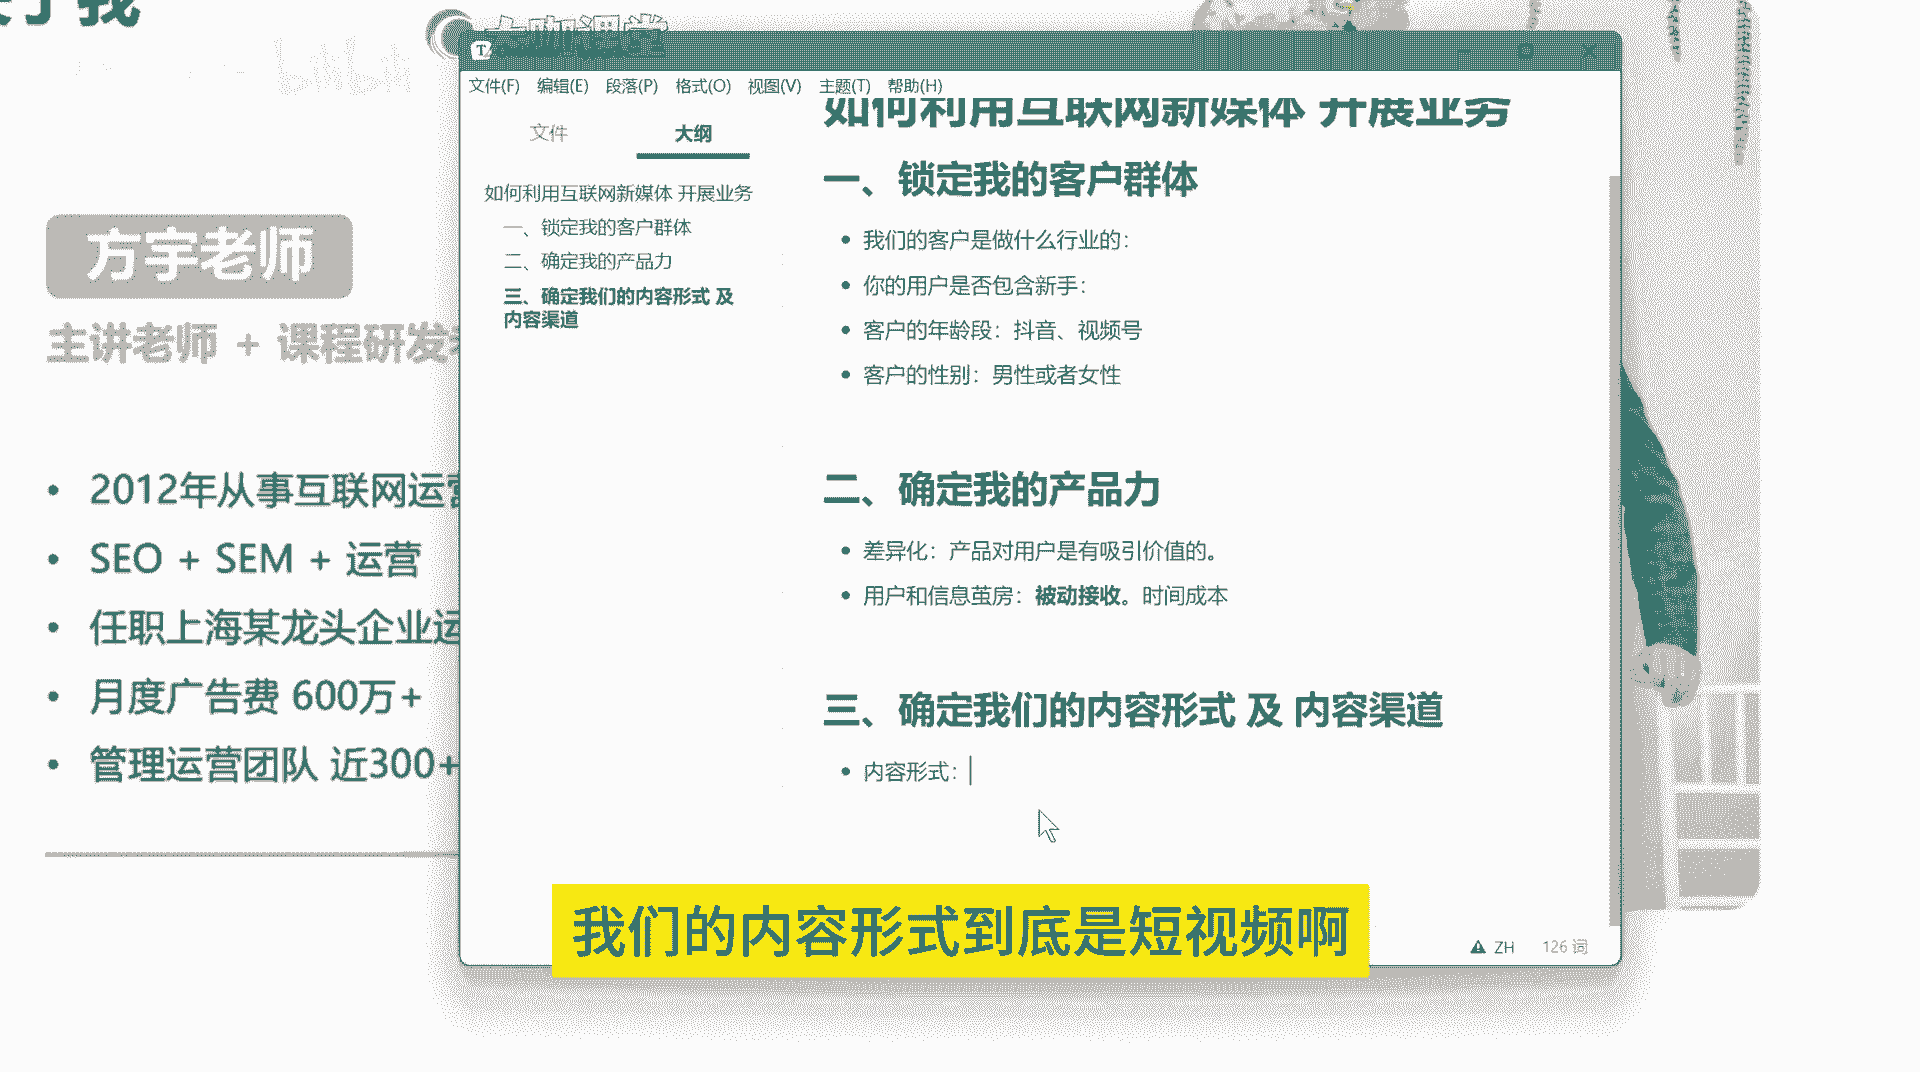 方宇老师
主讲老师 + 课程研发
2012年从事互联网运营
SEO + SEM + 运营
任职上海某龙头企业运
月度广告费 600万+
管理运营团队 近300+
大咖课堂
bilibili
文件(F) 编辑(E) 段落(P) 格式(O) 视图(V) 主题(T) 帮助(H)
文件 大纲
如何利用互联网新媒体 开展业务
一、锁定我的客户群体
二、确定我的产品力
三、确定我们的内容形式 及
内容渠道
如何利用互联网新媒体 开展业务
一、锁定我的客户群体
我们的客户是做什么行业的：
你的用户是否包含新手：
客户的年龄段：抖音、视频号
客户的性别：男性或者女性
二、确定我的产品力
差异化：产品对用户是有吸引价值的。
用户和信息茧房：被动接收。时间成本
三、确定我们的内容形式 及 内容渠道
内容形式：
ZH 126 词
我们的内容形式到底是短视频啊